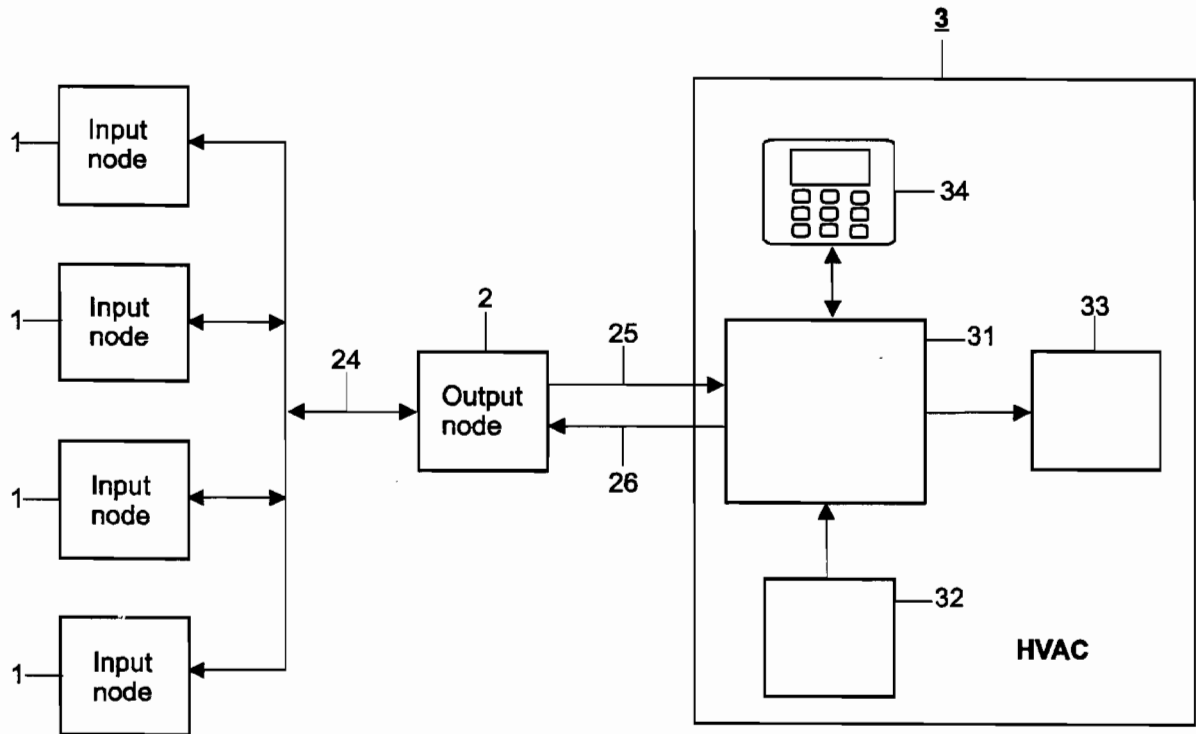 3
1
Input
node
34
1
Input
node
2
25
31
33
24
Output
node
26
1
Input
node
32
HVAC
1
Input
node